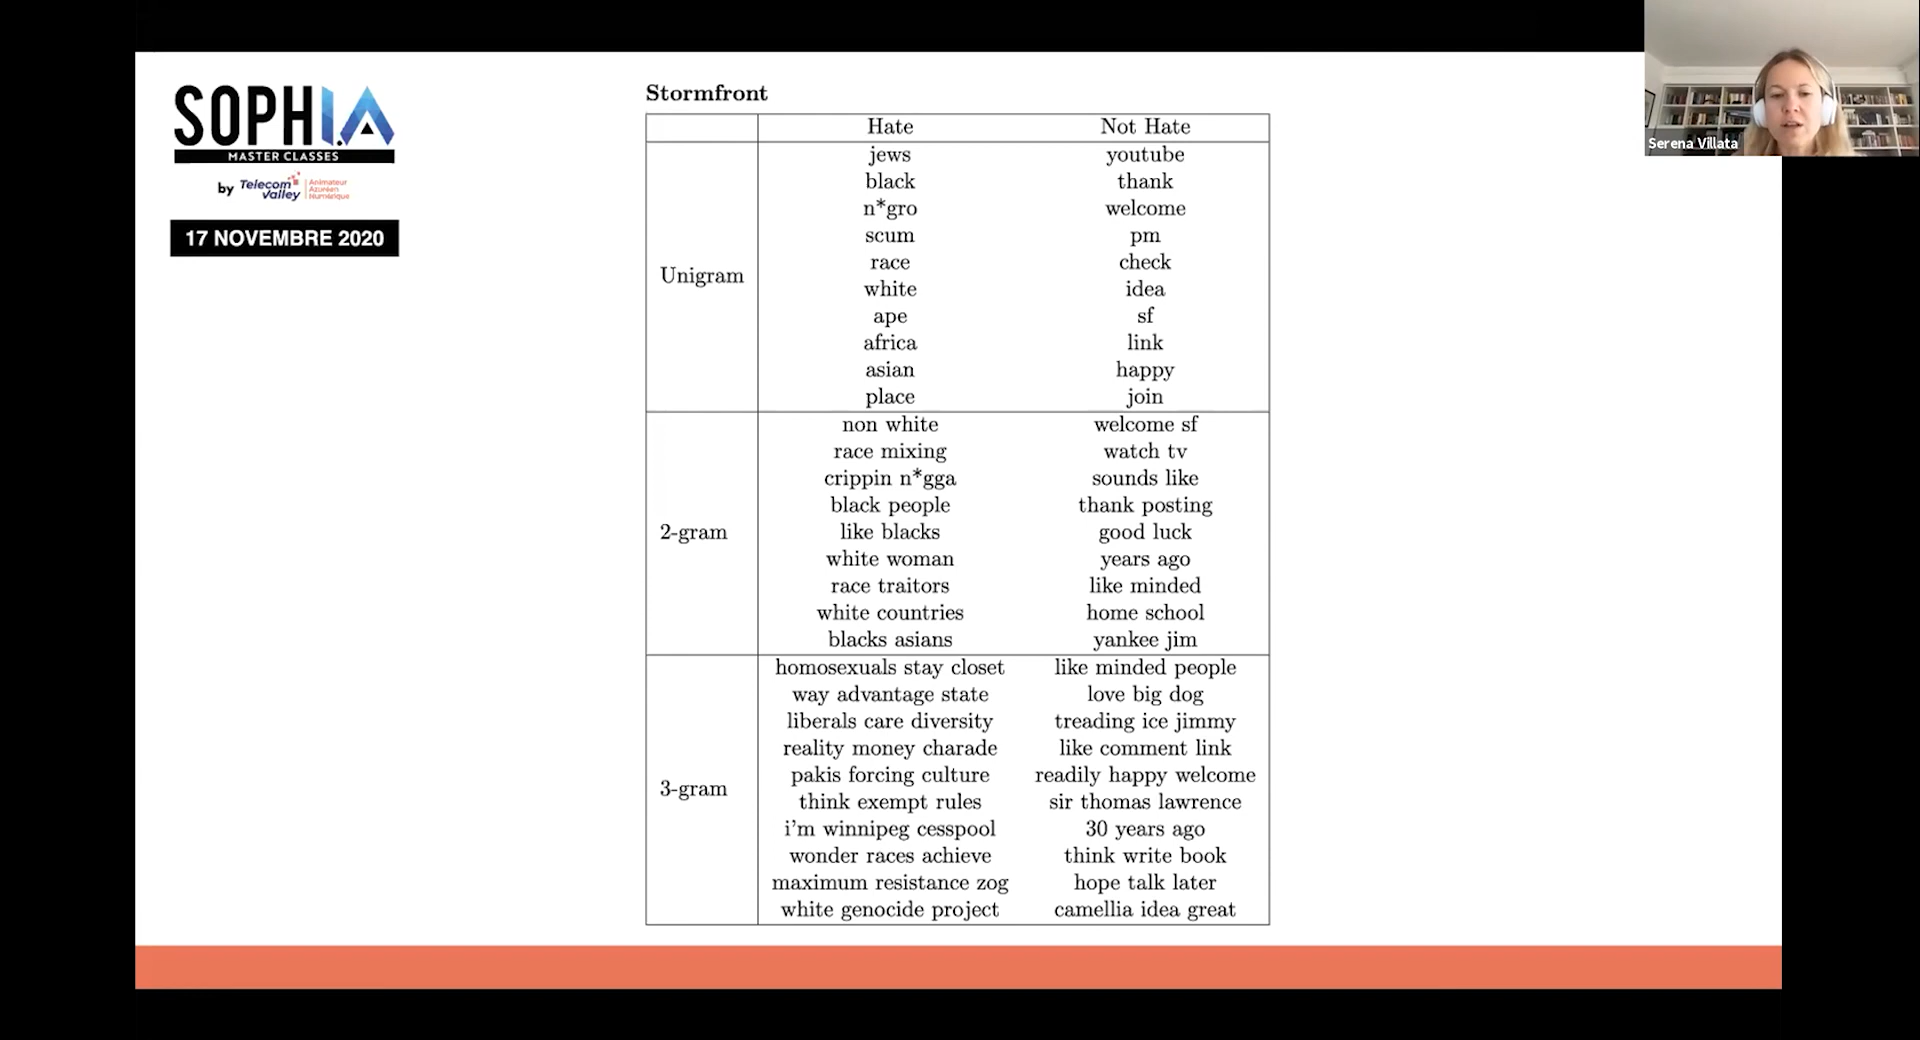 SOPHI.A
MASTER CLASSES
by Telecom Valley Animateur Azuréen Numérique
17 NOVEMBRE 2020
Serena Villata
Stormfront
Hate Not Hate
Unigram
jews youtube
black thank
n*gro welcome
scum pm
race check
white idea
ape sf
africa link
asian happy
place join
2-gram
non white welcome sf
race mixing watch tv
crippin n*gga sounds like
black people thank posting
like blacks good luck
white woman years ago
race traitors like minded
white countries home school
blacks asians yankee jim
3-gram
homosexuals stay closet like minded people
way advantage state love big dog
liberals care diversity treading ice jimmy
reality money charade like comment link
pakis forcing culture readily happy welcome
think exempt rules sir thomas lawrence
i'm winnipeg cesspool 30 years ago
wonder races achieve think write book
maximum resistance zog hope talk later
white genocide project camellia idea great